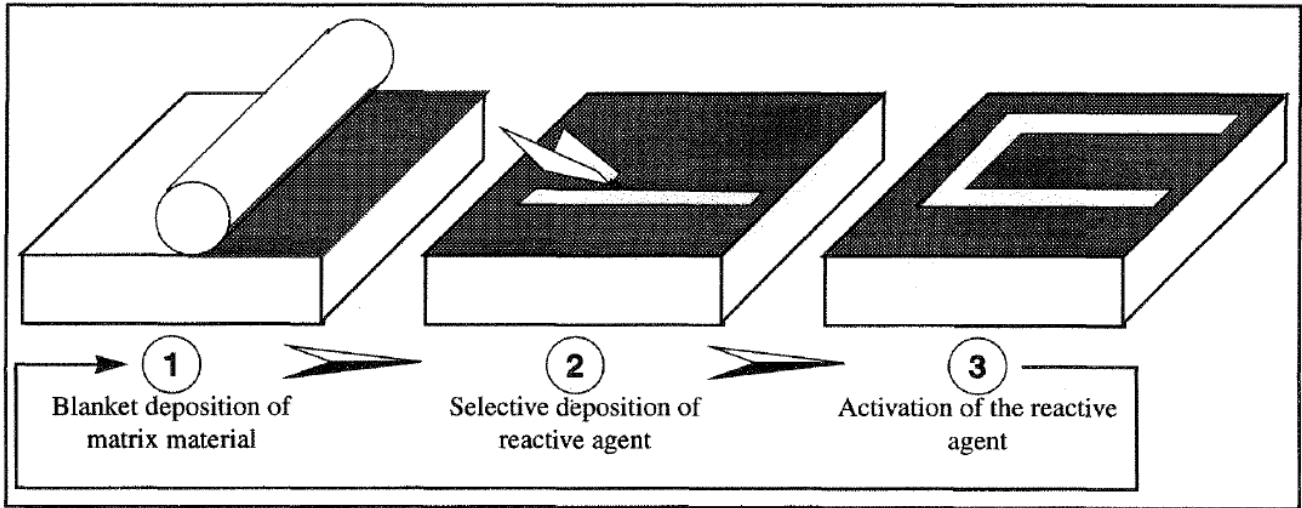 1
Blanket deposition of
matrix material
2
Selective deposition of
reactive agent
3
Activation of the reactive
agent